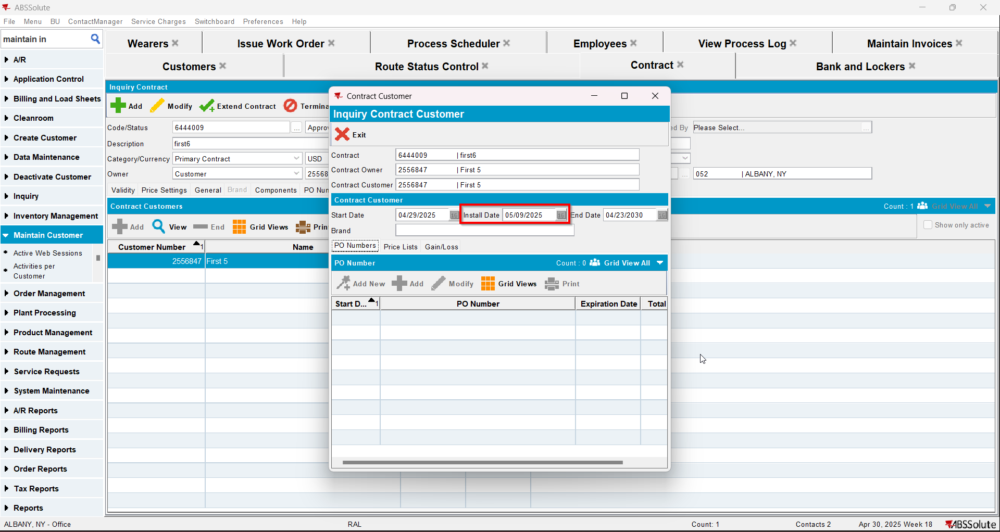 ABSSolute
File Menu BU ContactManager Service Charges Switchboard Preferences Help
maintain in
Wearers Issue Work Order Process Scheduler Employees View Process Log Maintain Invoices
Customers Route Status Control Contract Bank and Lockers
A/R
Application Control
Billing and Load Sheets
Cleanroom
Create Customer
Data Maintenance
Deactivate Customer
Inquiry
Inventory Management
Maintain Customer
Active Web Sessions
Activities per
Customer
Order Management
Plant Processing
Product Management
Route Management
Service Requests
System Maintenance
A/R Reports
Billing Reports
Delivery Reports
Order Reports
Tax Reports
Reports
Inquiry Contract
Add Modify Extend Contract Termina
Code/Status 6444009 ... Approv ed By Please Select... ...
Description first6
Category/Currency Primary Contract USD
Owner Customer 25568 ... 052 | ALBANY, NY
Validity Price Settings General Brand Components PO Num
Contract Customers Count : 1 Grid View All
Add View End Grid Views Print Show only active
Customer Number 1 Name
2556847 First 5
Contract Customer
Inquiry Contract Customer
Exit
Contract 6444009 | first6
Contract Owner 2556847 | First 5
Contract Customer 2556847 | First 5
Contract Customer
Start Date 04/29/2025 16 Install Date 05/09/2025 16 End Date 04/23/2030 16
Brand
PO Numbers Price Lists Gain/Loss
PO Number Count : 0 Grid View All
Add New Add Modify Grid Views Print
Start D... 1 PO Number Expiration Date Total
ALBANY, NY - Office RAL Count: 1 Contacts 2 Apr 30, 2025 Week 18 ABSSolute